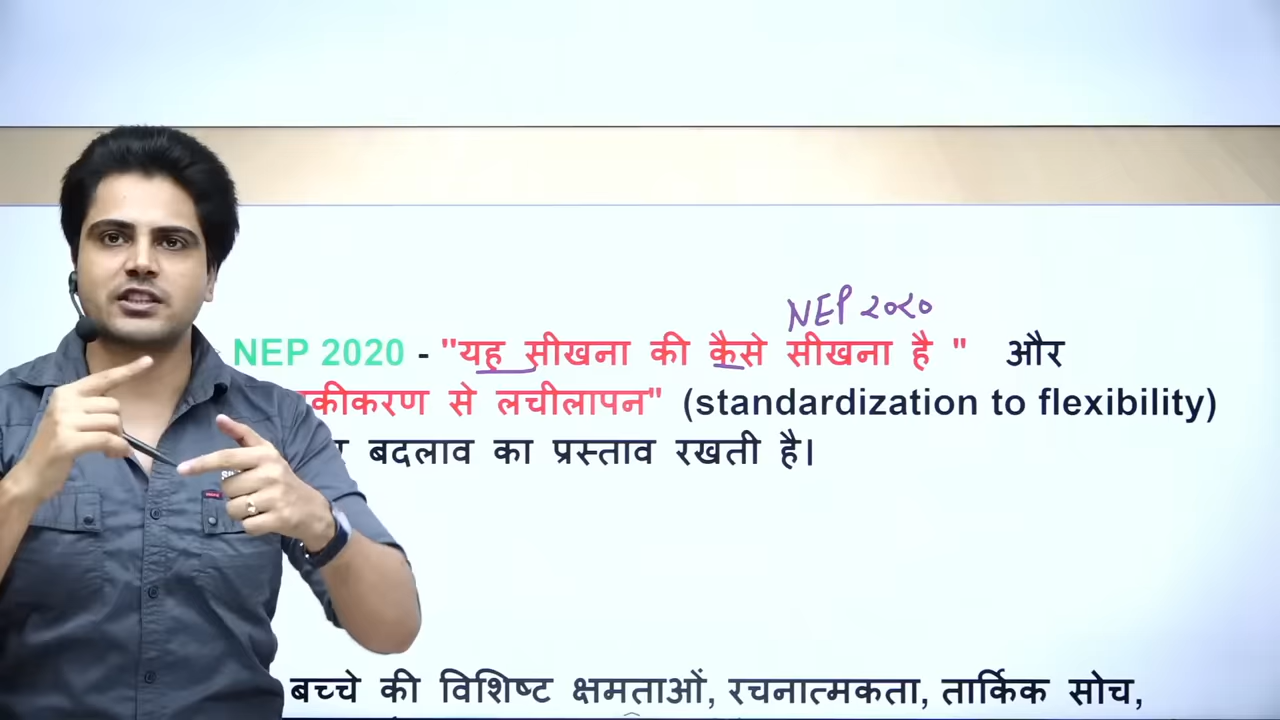 NEP २०२०
NEP 2020 - "यह सीखना की कैसे सीखना है " और
कीकरण से लचीलापन" (standardization to flexibility)
बदलाव का प्रस्ताव रखती है।
बच्चे की विशिष्ट क्षमताओं, रचनात्मकता, तार्किक सोच,